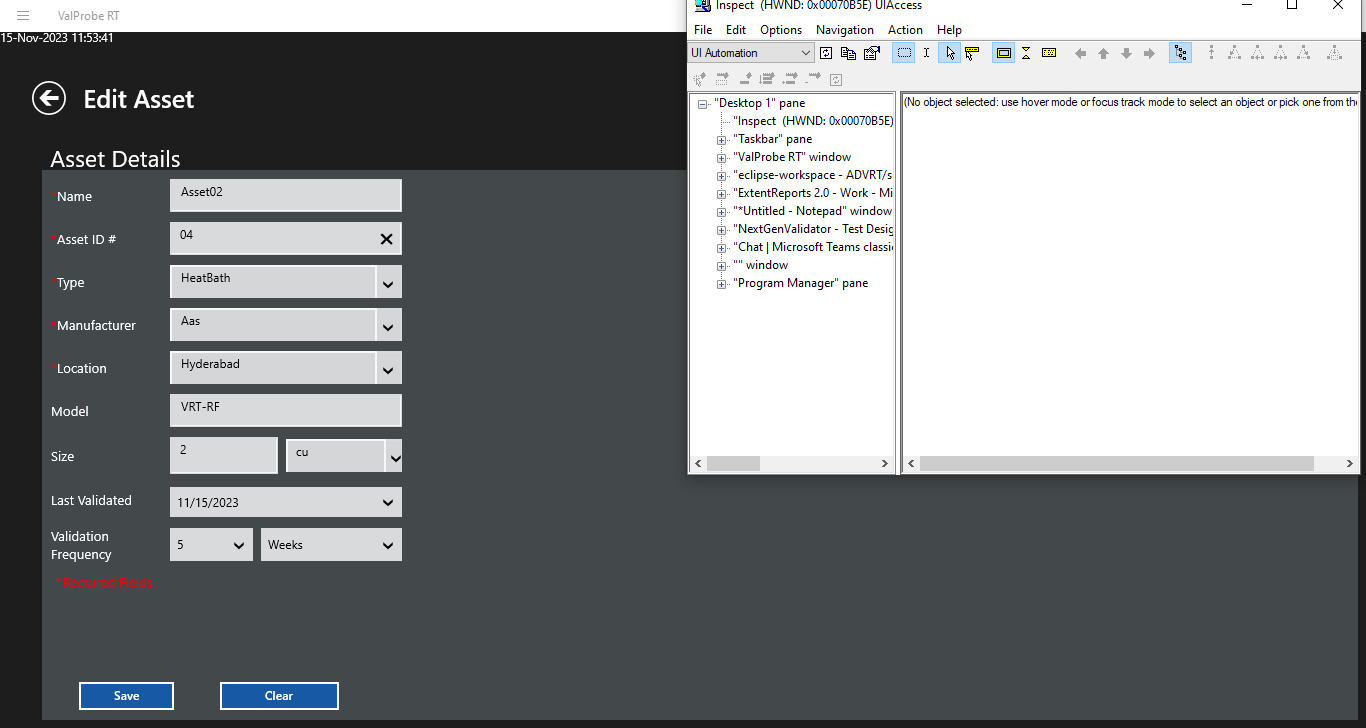 ValProbe RT
15-Nov-2023 11:53:41
Edit Asset
Asset Details
*Name
Asset02
*Asset ID #
04
*Type
HeatBath
*Manufacturer
Aas
*Location
Hyderabad
Model
VRT-RF
Size
2
cu
Last Validated
11/15/2023
Validation
Frequency
5
Weeks
*Required Fields
Save
Clear
Inspect (HWND: 0x00070B5E) UIAccess
File Edit Options Navigation Action Help
UI Automation
"Desktop 1" pane
"Inspect (HWND: 0x00070B5E)
"Taskbar" pane
"ValProbe RT" window
"eclipse-workspace - ADVRT/s
"ExtentReports 2.0 - Work - Mi
"*Untitled - Notepad" window
"NextGenValidator - Test Desig
"Chat | Microsoft Teams classi
"" window
"Program Manager" pane
(No object selected: use hover mode or focus track mode to select an object or pick one from the